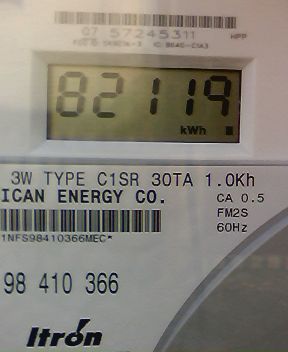 07 57245311
HPP
82119
kWh
3W TYPE C1SR 30TA 1.0Kh
ICAN ENERGY CO.
CA 0.5
FM2S
60Hz
1NFS98410366MEC*
98 410 366
Itron